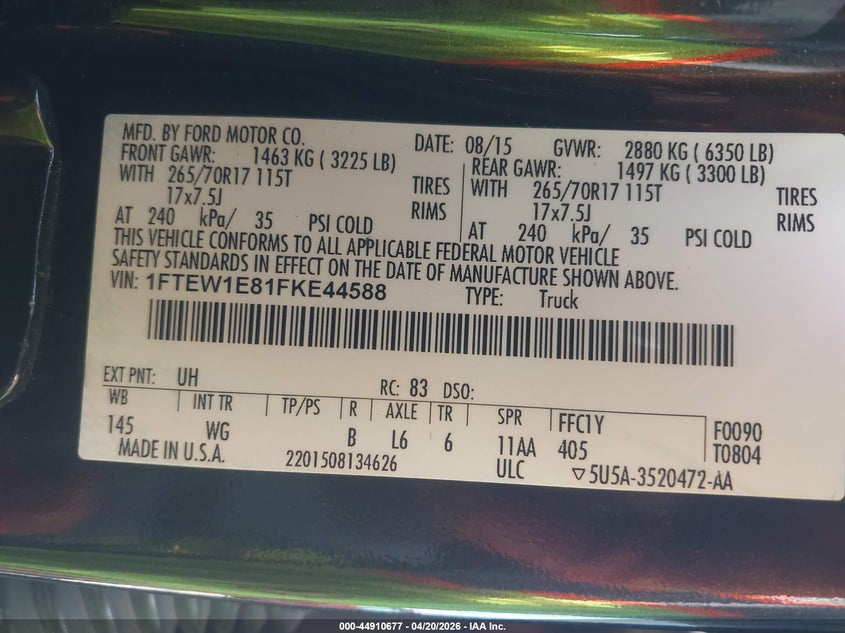 MFD. BY FORD MOTOR CO.
DATE: 08/15 GVWR: 2880 KG ( 6350 LB)
FRONT GAWR: 1463 KG ( 3225 LB)
REAR GAWR: 1497 KG ( 3300 LB)
WITH 265/70R17 115T TIRES
WITH 265/70R17 115T TIRES
17x7.5J RIMS
17x7.5J RIMS
AT 240 kPa/ 35 PSI COLD
AT 240 kPa/ 35 PSI COLD
THIS VEHICLE CONFORMS TO ALL APPLICABLE FEDERAL MOTOR VEHICLE
SAFETY STANDARDS IN EFFECT ON THE DATE OF MANUFACTURE SHOWN ABOVE.
VIN: 1FTEW1E81FKE44588 TYPE: Truck
EXT PNT: UH RC: 83 DSO:
WB INT TR TP/PS R AXLE TR SPR FFC1Y F0090
145 WG B L6 6 11AA 405 T0804
MADE IN U.S.A. 2201508134626 ULC ▽5U5A-3520472-AA
000-44910677 - 04/20/2026 - IAA Inc.